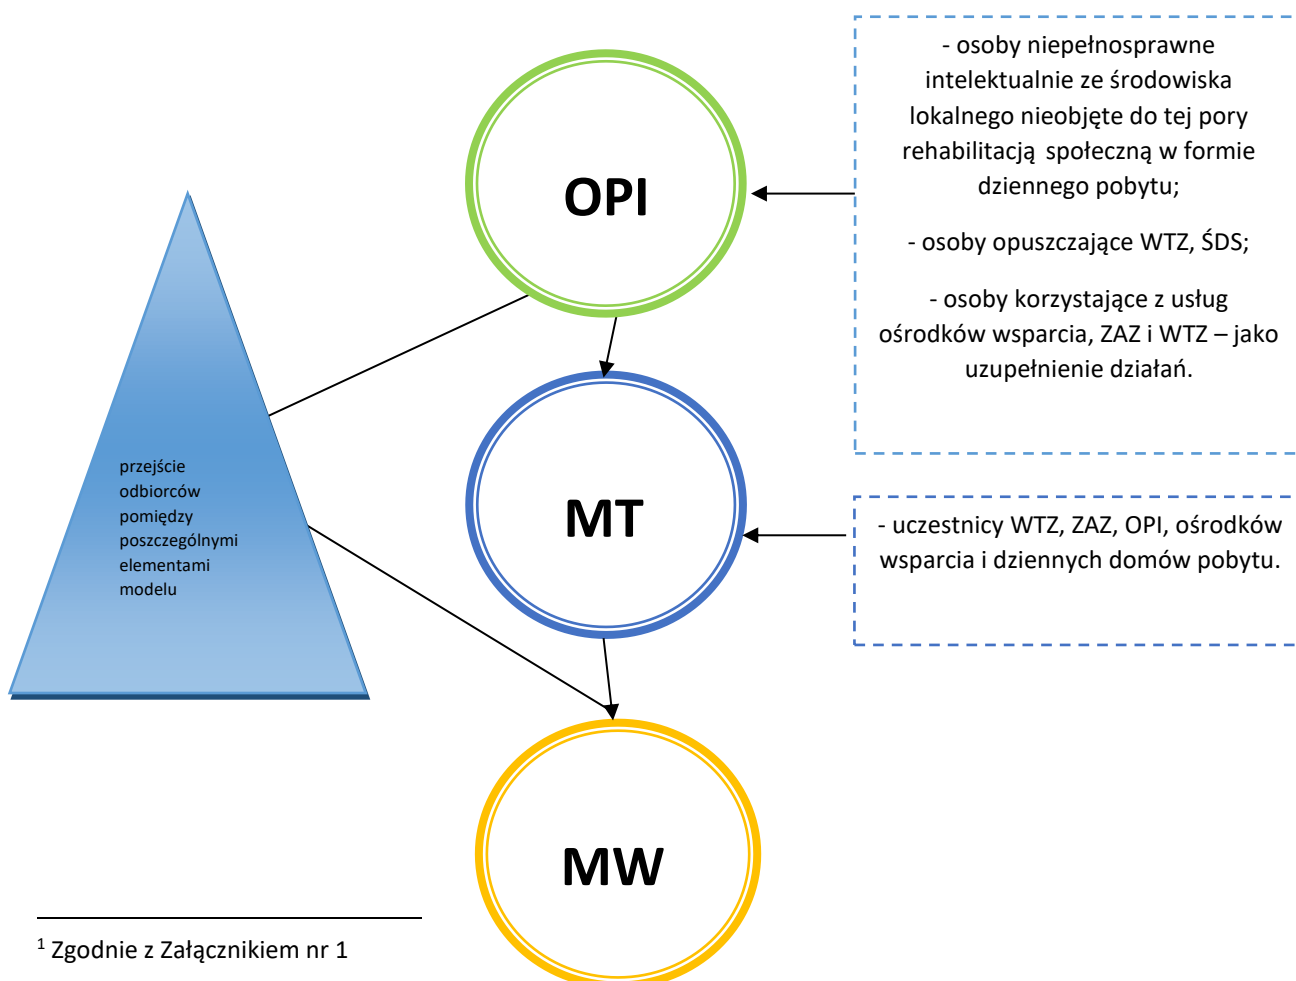 - osoby niepełnosprawne
intelektualnie ze środowiska
lokalnego nieobjęte do tej pory
rehabilitacją społeczną w formie
dziennego pobytu;
- osoby opuszczające WTZ, ŚDS;
- osoby korzystające z usług
ośrodków wsparcia, ZAZ i WTZ – jako
uzupełnienie działań.
OPI
przejście
odbiorców
pomiędzy
poszczególnymi
elementami
modelu
MT
- uczestnicy WTZ, ZAZ, OPI, ośrodków
wsparcia i dziennych domów pobytu.
MW
1 Zgodnie z Załącznikiem nr 1